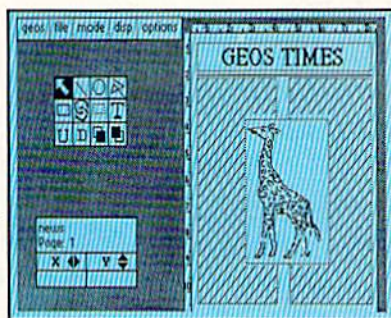 geos file mode disp options
GEOS TIMES
T
U D
news
Page: 1
X Y